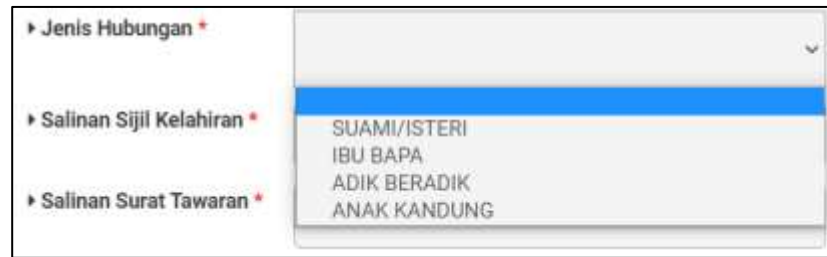 Jenis Hubungan *
Salinan Sijil Kelahiran *
SUAMI/ISTERI
IBU BAPA
ADIK BERADIK
ANAK KANDUNG
Salinan Surat Tawaran *